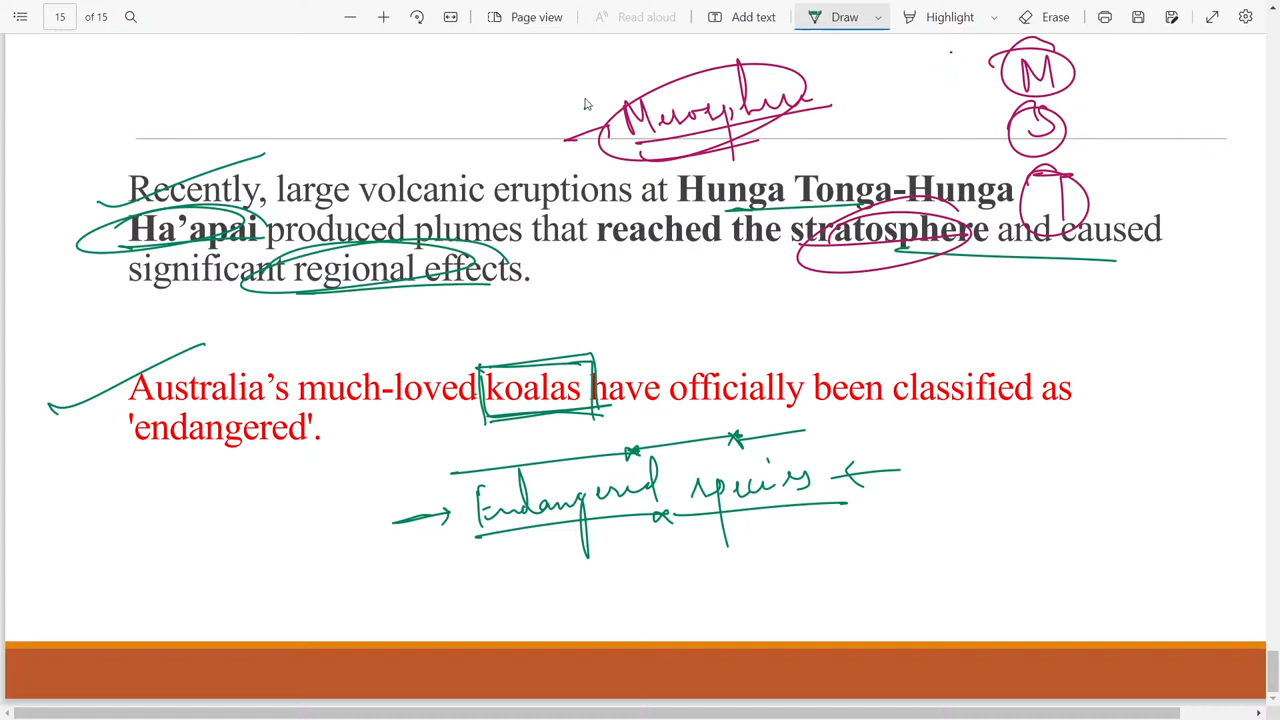 15 of 15 Page view Read aloud Add text Draw Highlight Erase
M
Mesosphere
S
T
Recently, large volcanic eruptions at Hunga Tonga-Hunga
Ha’apai produced plumes that reached the stratosphere and caused
significant regional effects.
Australia’s much-loved koalas have officially been classified as
'endangered'.
Endangered species